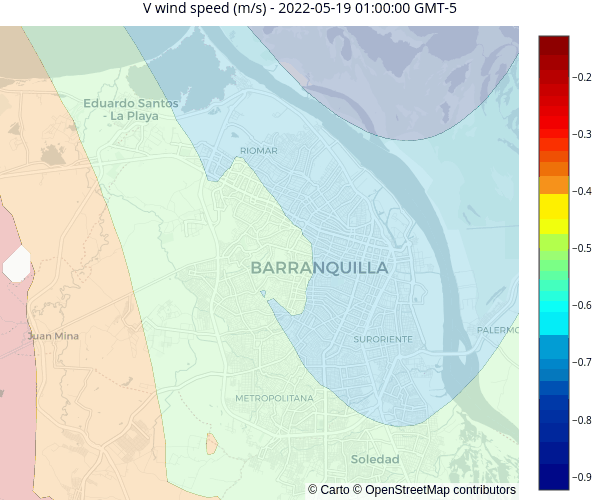 V wind speed (m/s) - 2022-05-19 01:00:00 GMT-5
Eduardo Santos
- La Playa
RIOMAR
BARRANQUILLA
Juan Mina
SURORIENTE
PALERMO
METROPOLITANA
Soledad
© Carto © OpenStreetMap contributors
−0.2
−0.3
−0.4
−0.5
−0.6
−0.7
−0.8
−0.9